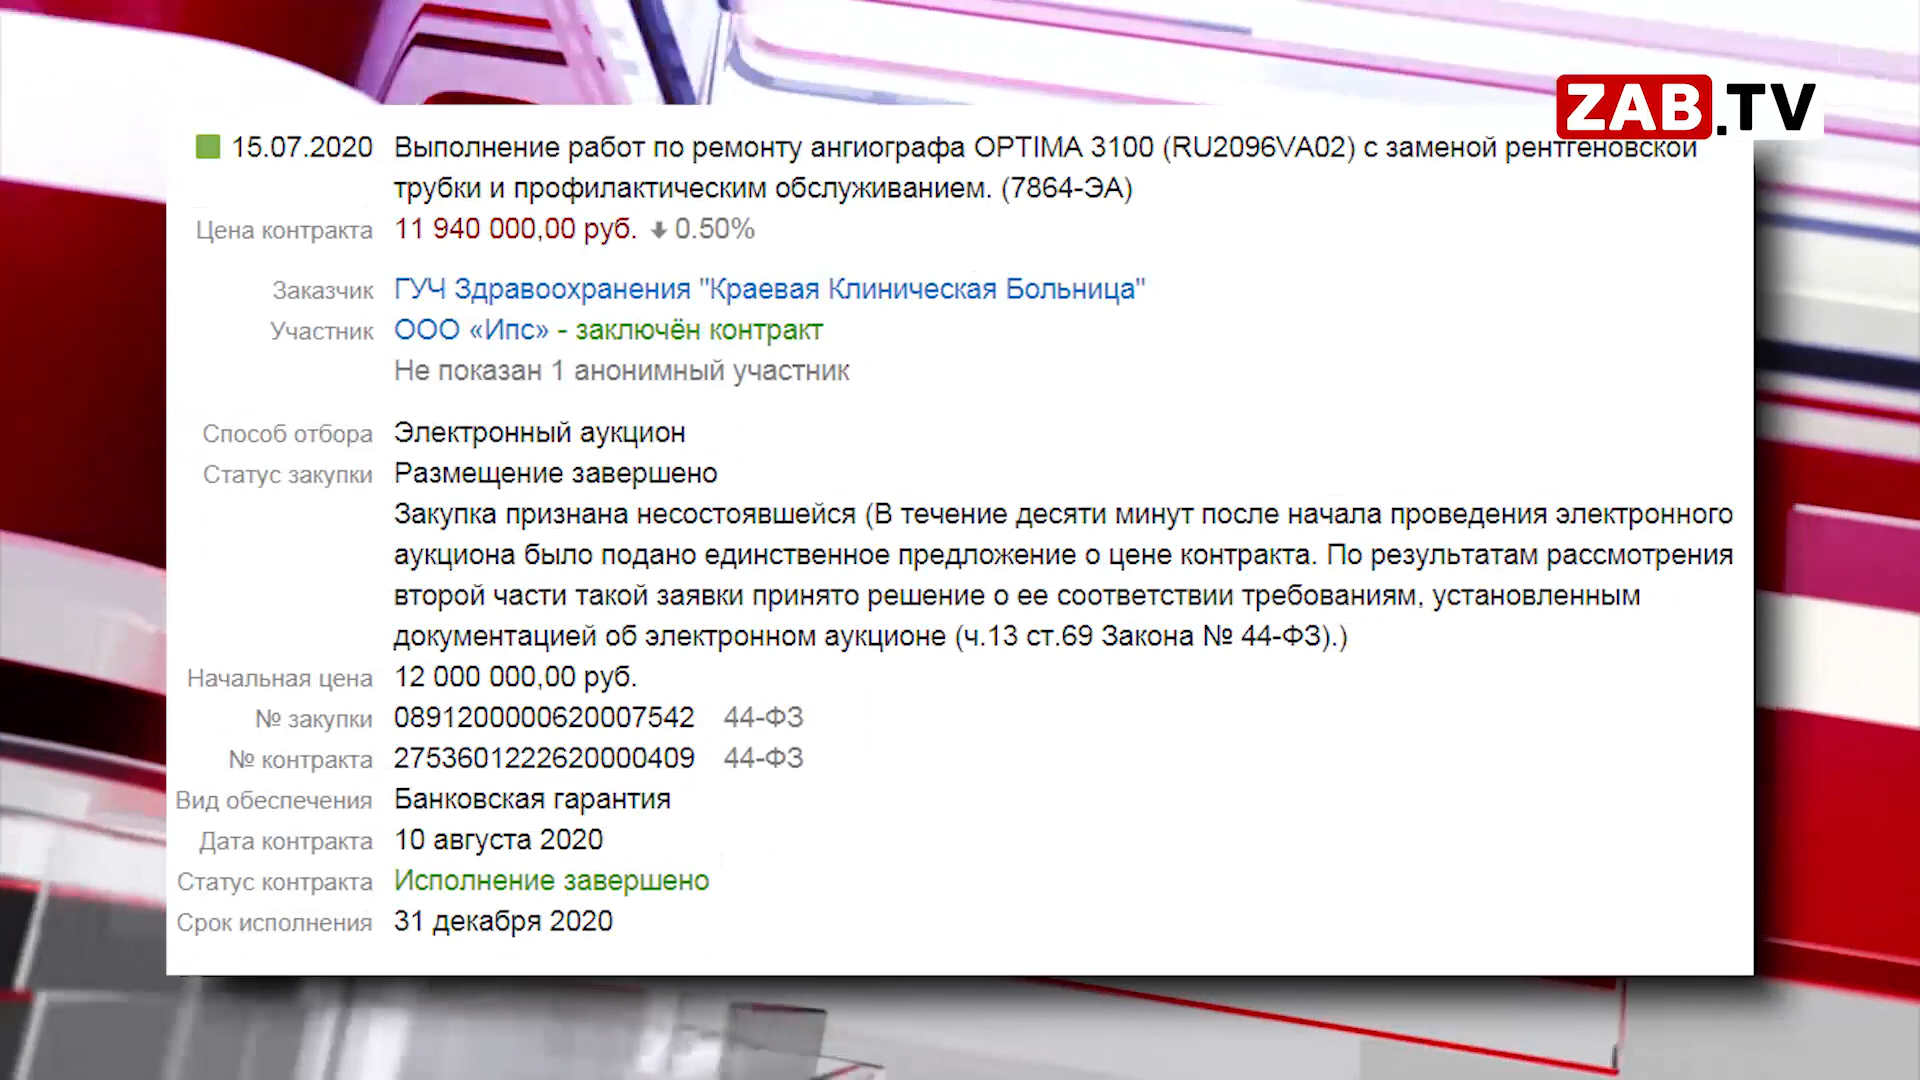 ZAB.TV
15.07.2020 Выполнение работ по ремонту ангиографа OPTIMA 3100 (RU2096VA02) с заменой рентгеновской
трубки и профилактическим обслуживанием. (7864-ЭА)
Цена контракта 11 940 000,00 руб. 0.50%
Заказчик ГУЧ Здравоохранения "Краевая Клиническая Больница"
Участник ООО «Ипс» - заключён контракт
Не показан 1 анонимный участник
Способ отбора Электронный аукцион
Статус закупки Размещение завершено
Закупка признана несостоявшейся (В течение десяти минут после начала проведения электронного
аукциона было подано единственное предложение о цене контракта. По результатам рассмотрения
второй части такой заявки принято решение о ее соответствии требованиям, установленным
документацией об электронном аукционе (ч.13 ст.69 Закона № 44-ФЗ).)
Начальная цена 12 000 000,00 руб.
№ закупки 0891200000620007542 44-ФЗ
№ контракта 2753601222620000409 44-ФЗ
Вид обеспечения Банковская гарантия
Дата контракта 10 августа 2020
Статус контракта Исполнение завершено
Срок исполнения 31 декабря 2020